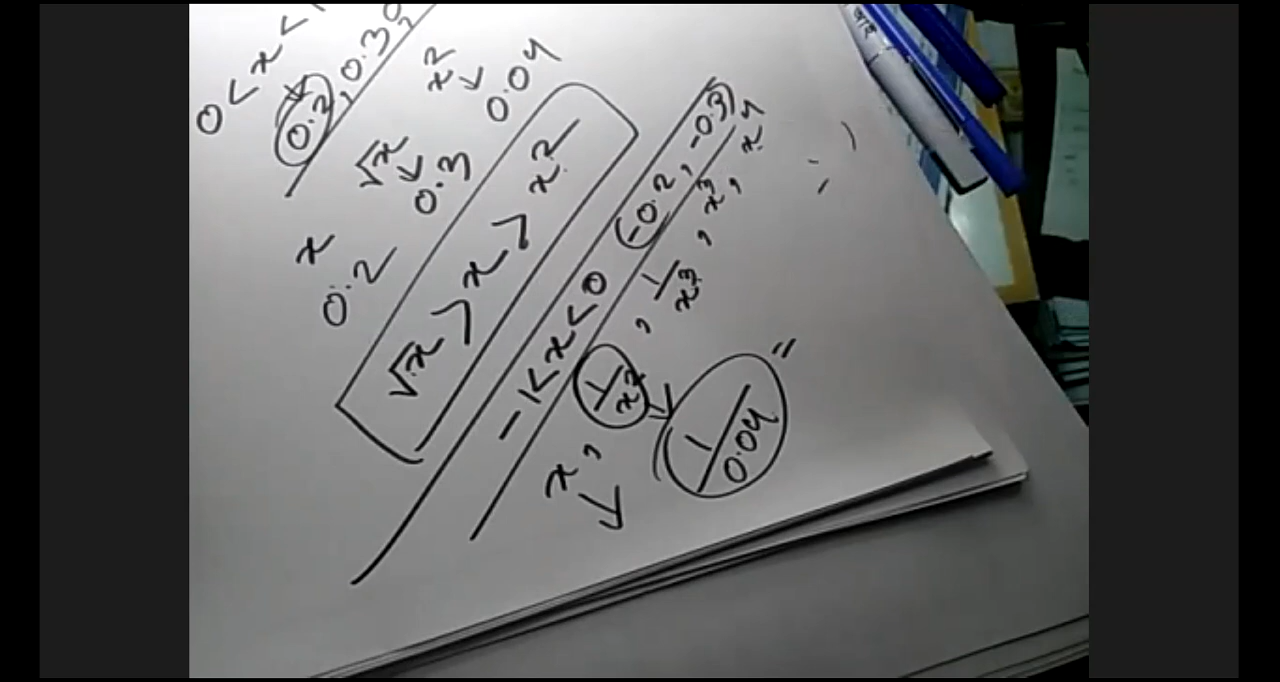 0 < x < 1
0.2, 0.3,
x √x x²
0.2 0.3 0.04
√x > x > x²
-1 < x < 0 (-0.2, -0.3)
x, 1/x², 1/x³, x³, x⁴
1/0.04 =